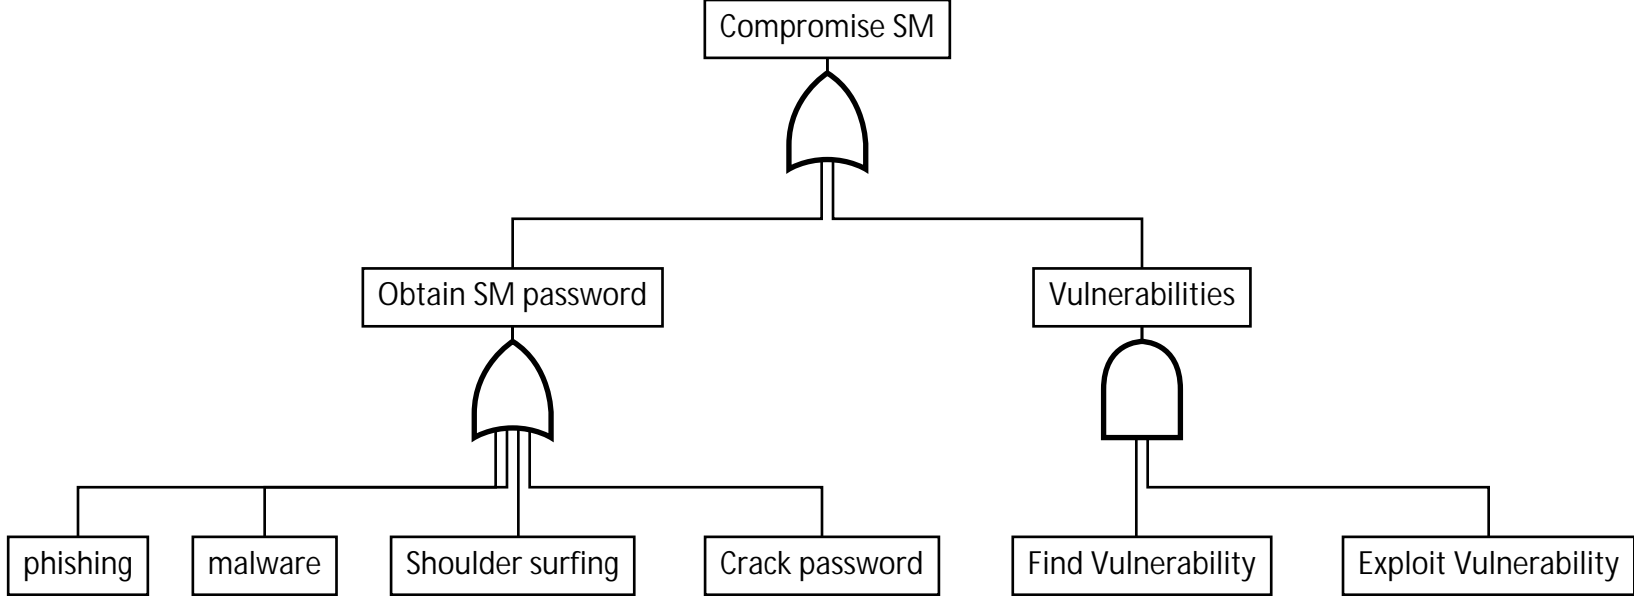 Compromise SM
Obtain SM password
Vulnerabilities
phishing
malware
Shoulder surfing
Crack password
Find Vulnerability
Exploit Vulnerability